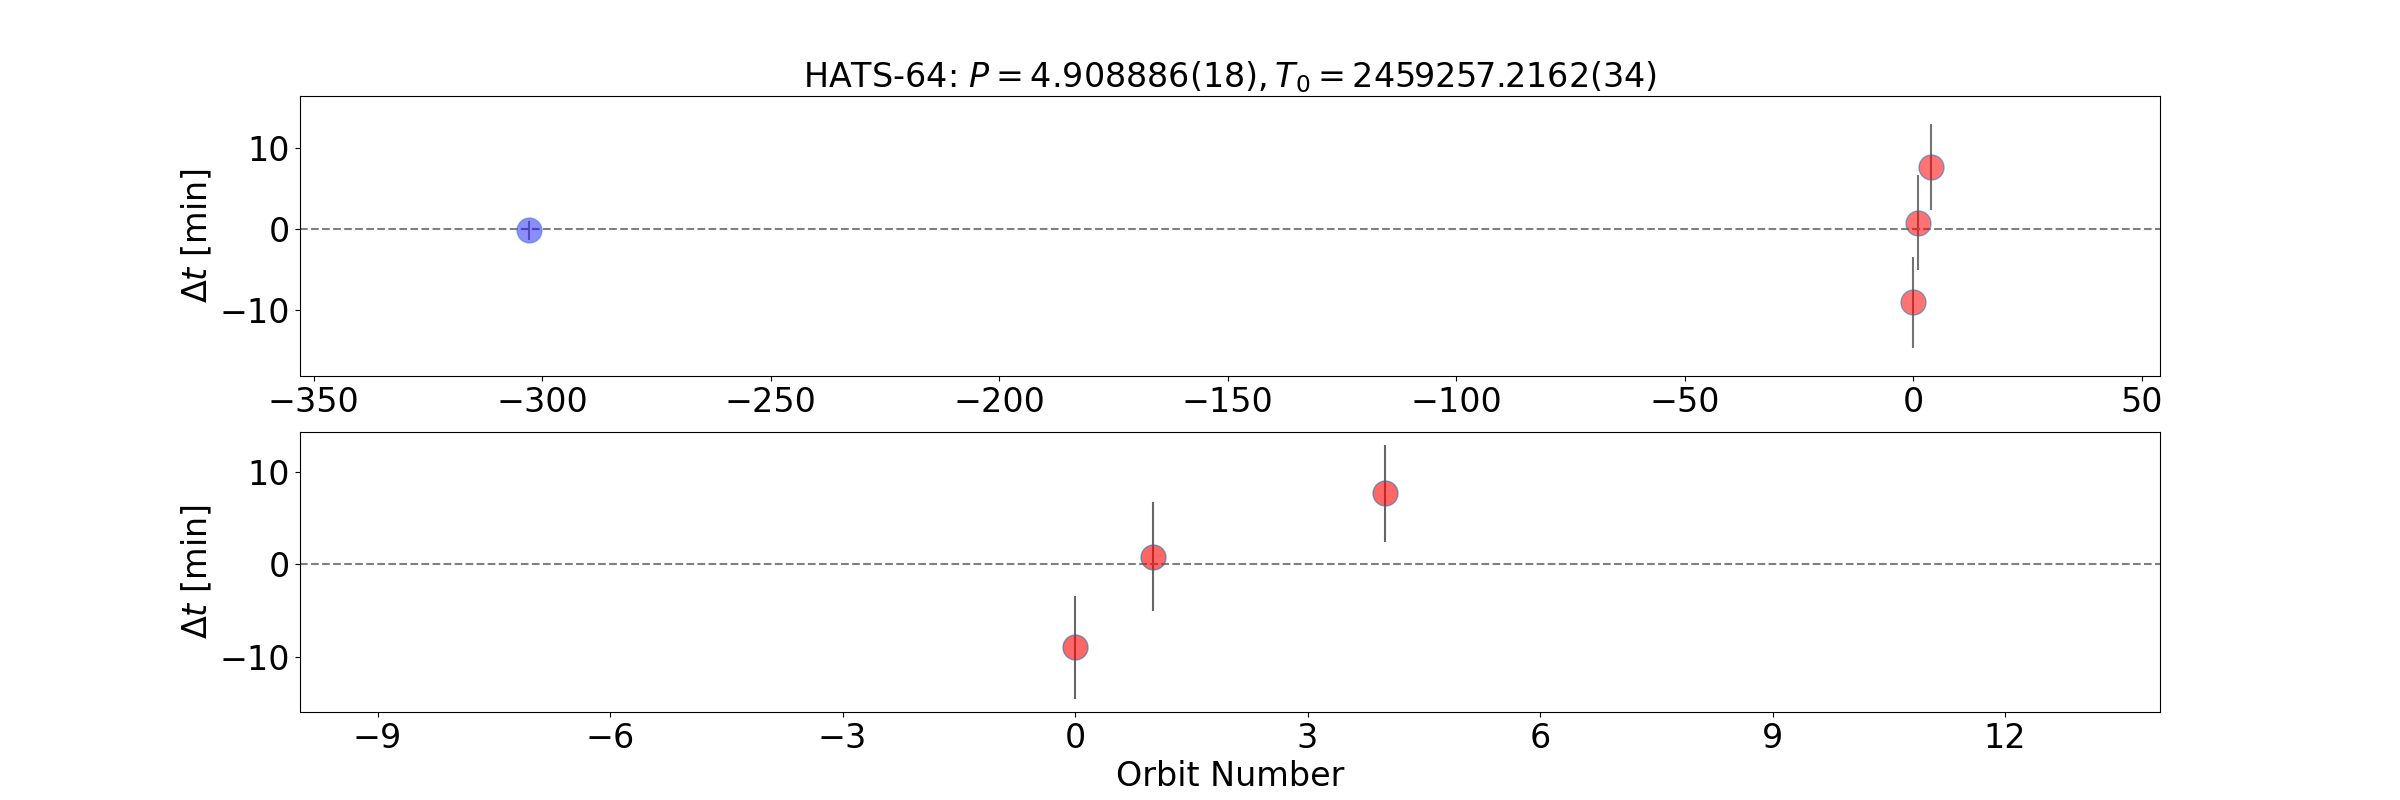 HATS-64: P = 4.908886(18), T₀ = 2459257.2162(34)
Δt [min]
10
0
−10
−350 −300 −250 −200 −150 −100 −50 0 50
Δt [min]
10
0
−10
−9 −6 −3 0 3 6 9 12
Orbit Number